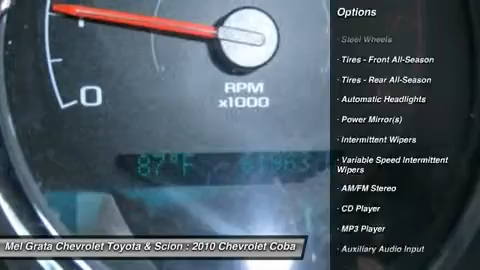 Options
· Steel Wheels
· Tires - Front All-Season
· Tires - Rear All-Season
· Automatic Headlights
· Power Mirror(s)
· Intermittent Wipers
· Variable Speed Intermittent
Wipers
· AM/FM Stereo
· CD Player
· MP3 Player
· Auxiliary Audio Input
0
RPM
x1000
87°F
Mel Grata Chevrolet Toyota & Scion : 2010 Chevrolet Coba